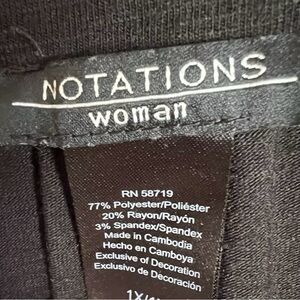 NOTATIONS
woman
RN 58719
77% Polyester/Poliéster
20% Rayon/Rayón
3% Spandex/Spandex
Made in Cambodia
Hecho en Camboya
Exclusive of Decoration
Exclusivo de Decoración